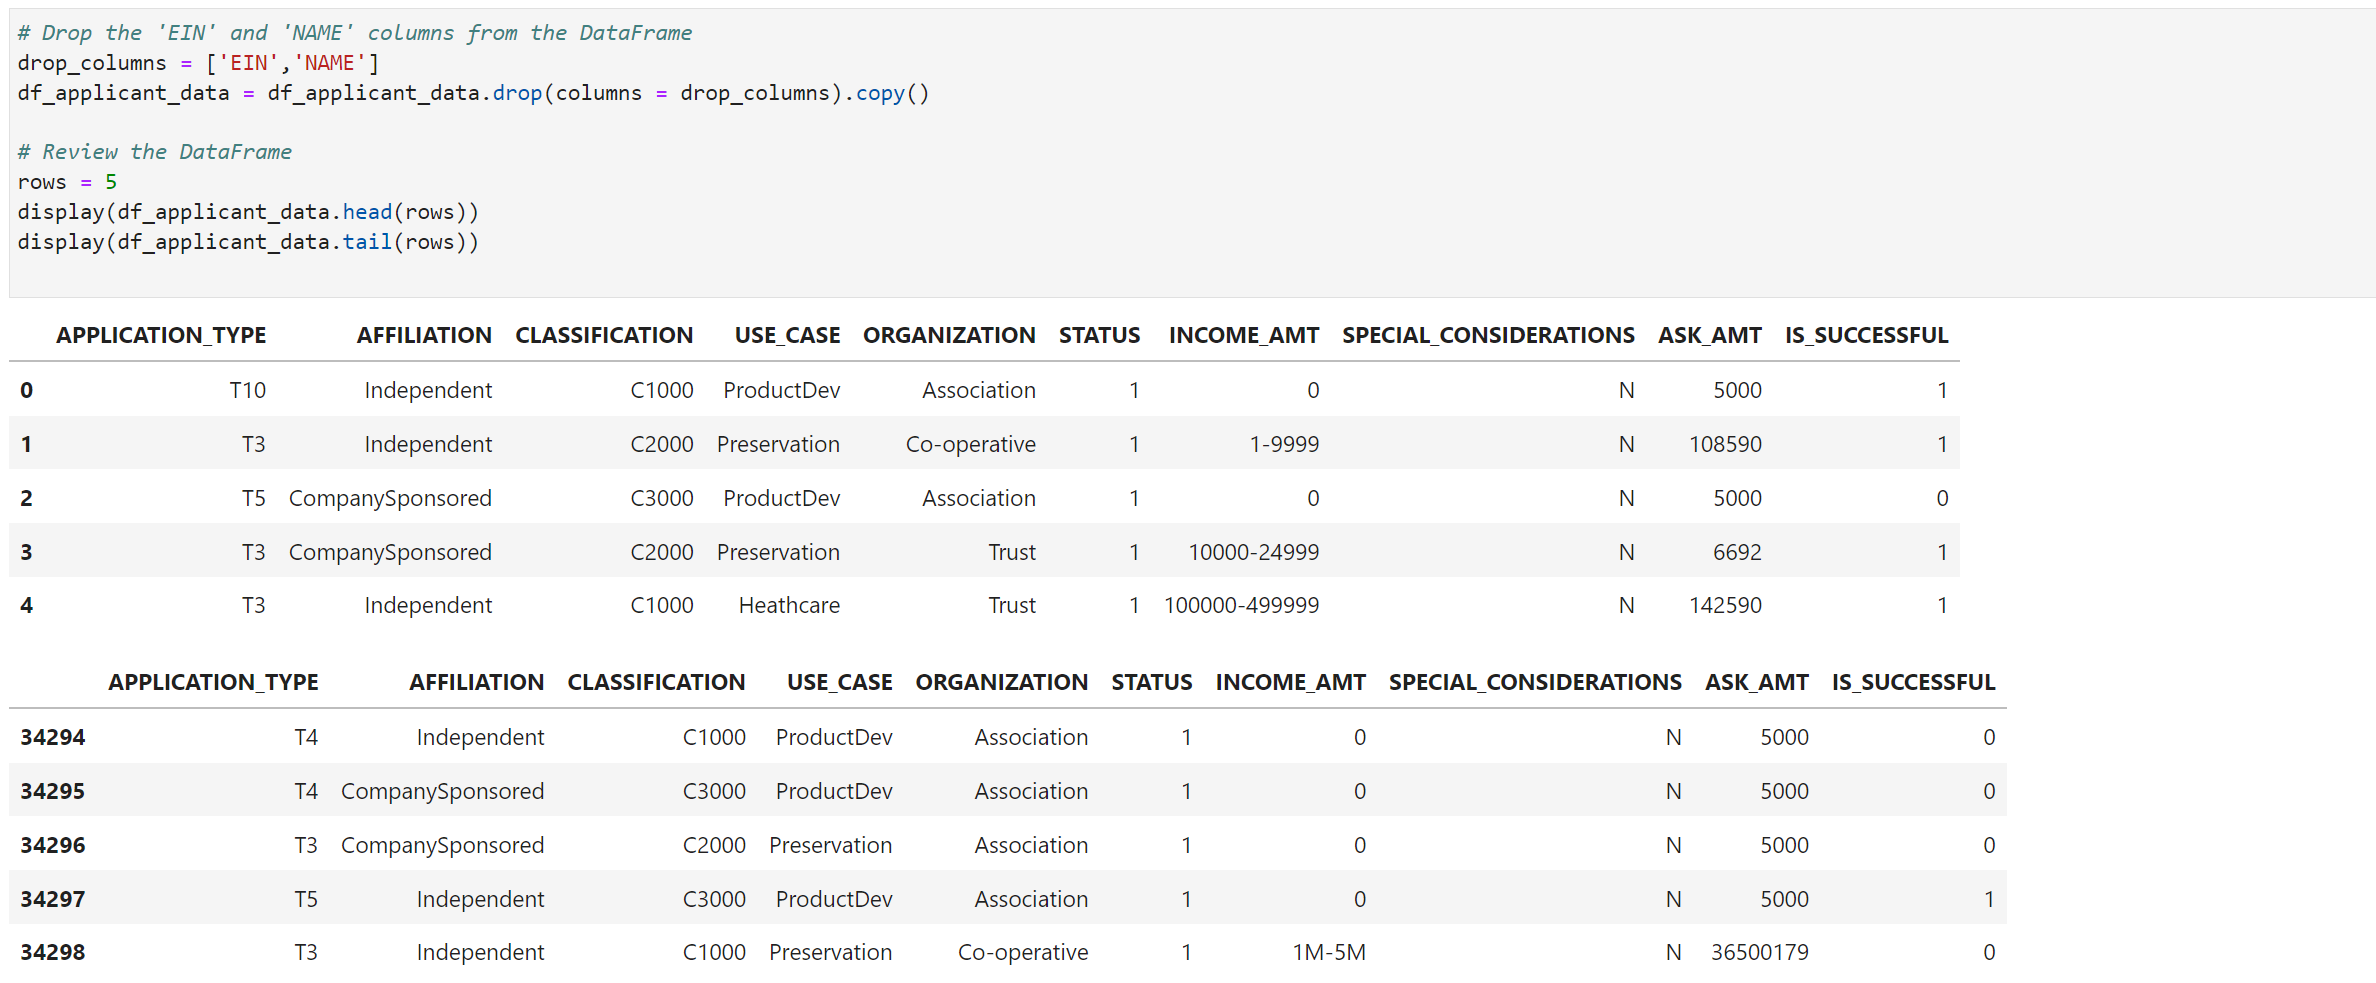 # Drop the 'EIN' and 'NAME' columns from the DataFrame
drop_columns = ['EIN','NAME']
df_applicant_data = df_applicant_data.drop(columns = drop_columns).copy()
# Review the DataFrame
rows = 5
display(df_applicant_data.head(rows))
display(df_applicant_data.tail(rows))
APPLICATION_TYPE AFFILIATION CLASSIFICATION USE_CASE ORGANIZATION STATUS INCOME_AMT SPECIAL_CONSIDERATIONS ASK_AMT IS_SUCCESSFUL
0 T10 Independent C1000 ProductDev Association 1 0 N 5000 1
1 T3 Independent C2000 Preservation Co-operative 1 1-9999 N 108590 1
2 T5 CompanySponsored C3000 ProductDev Association 1 0 N 5000 0
3 T3 CompanySponsored C2000 Preservation Trust 1 10000-24999 N 6692 1
4 T3 Independent C1000 Heathcare Trust 1 100000-499999 N 142590 1
APPLICATION_TYPE AFFILIATION CLASSIFICATION USE_CASE ORGANIZATION STATUS INCOME_AMT SPECIAL_CONSIDERATIONS ASK_AMT IS_SUCCESSFUL
34294 T4 Independent C1000 ProductDev Association 1 0 N 5000 0
34295 T4 CompanySponsored C3000 ProductDev Association 1 0 N 5000 0
34296 T3 CompanySponsored C2000 Preservation Association 1 0 N 5000 0
34297 T5 Independent C3000 ProductDev Association 1 0 N 5000 1
34298 T3 Independent C1000 Preservation Co-operative 1 1M-5M N 36500179 0